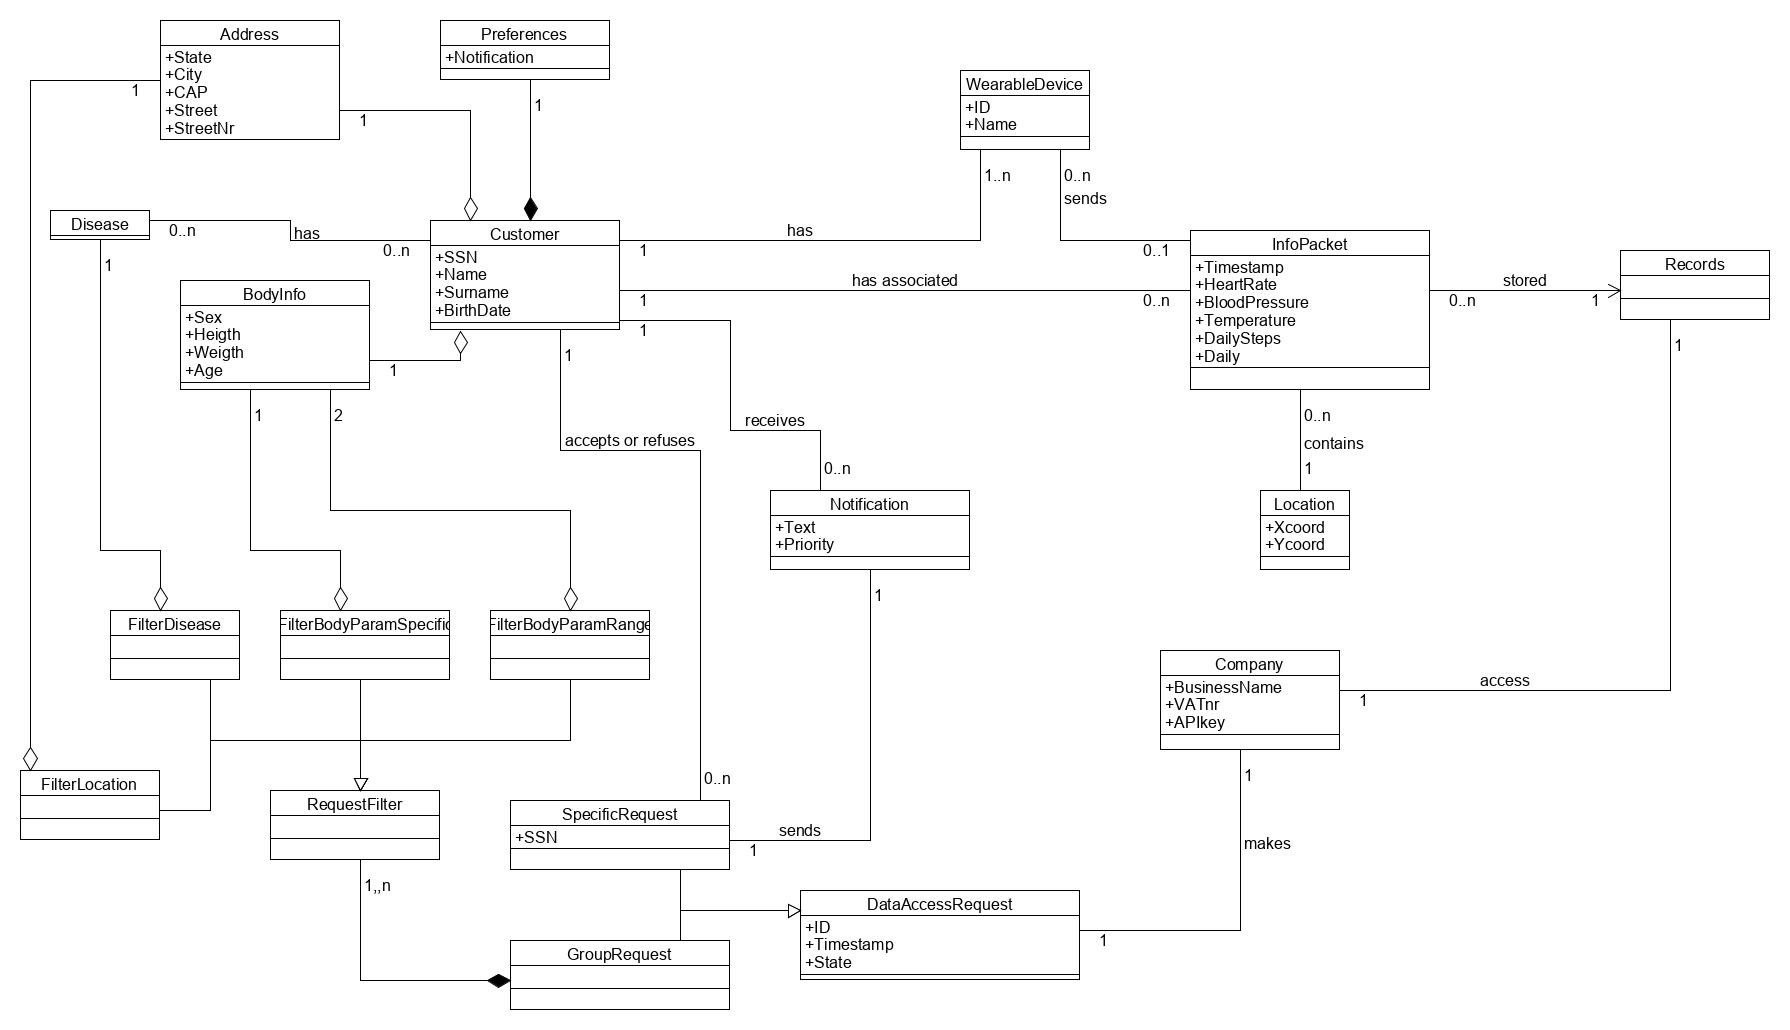 Address
+State
+City
+CAP
+Street
+StreetNr
1
1
Preferences
+Notification
1
WearableDevice
+ID
+Name
1..n
0..n
sends
Disease
0..n
has
0..n
1
Customer
+SSN
+Name
+Surname
+BirthDate
has
1
has associated
1
0..1
0..n
1
InfoPacket
+Timestamp
+HeartRate
+BloodPressure
+Temperature
+DailySteps
+Daily
stored
0..n
1
Records
1
BodyInfo
+Sex
+Heigth
+Weigth
+Age
1
1
2
1
accepts or refuses
receives
0..n
0..n
contains
1
Notification
+Text
+Priority
1
Location
+Xcoord
+Ycoord
FilterDisease
FilterBodyParamSpecific
FilterBodyParamRange
Company
+BusinessName
+VATnr
+APIkey
access
1
1
makes
FilterLocation
RequestFilter
1,,n
0..n
SpecificRequest
+SSN
sends
1
DataAccessRequest
+ID
+Timestamp
+State
1
GroupRequest